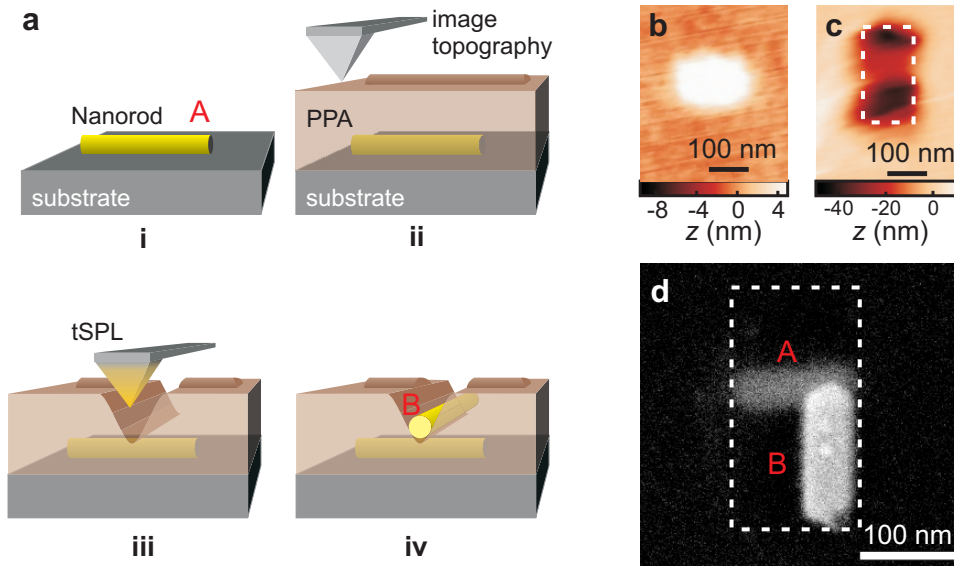 a
image
topography
Nanorod
A
PPA
substrate
substrate
i
ii
tSPL
B
iii
iv
b
100 nm
-8 -4 0 4
z (nm)
c
100 nm
-40 -20 0
z (nm)
d
A
B
100 nm